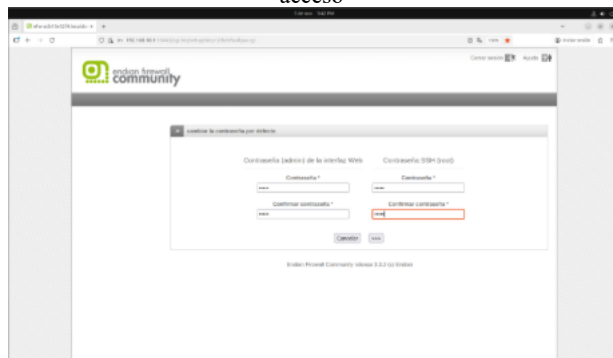 acceso
endian firewall
community
Cerrar sesión Ayuda
cambiar la contraseña por defecto
Contraseña (admin) de la interfaz Web Contraseña SSH (root)
Contraseña * Contraseña *
Confirmar contraseña * Confirmar contraseña *
Cancelar >>>
Endian Firewall Community release 3.3.2 (c) Endian